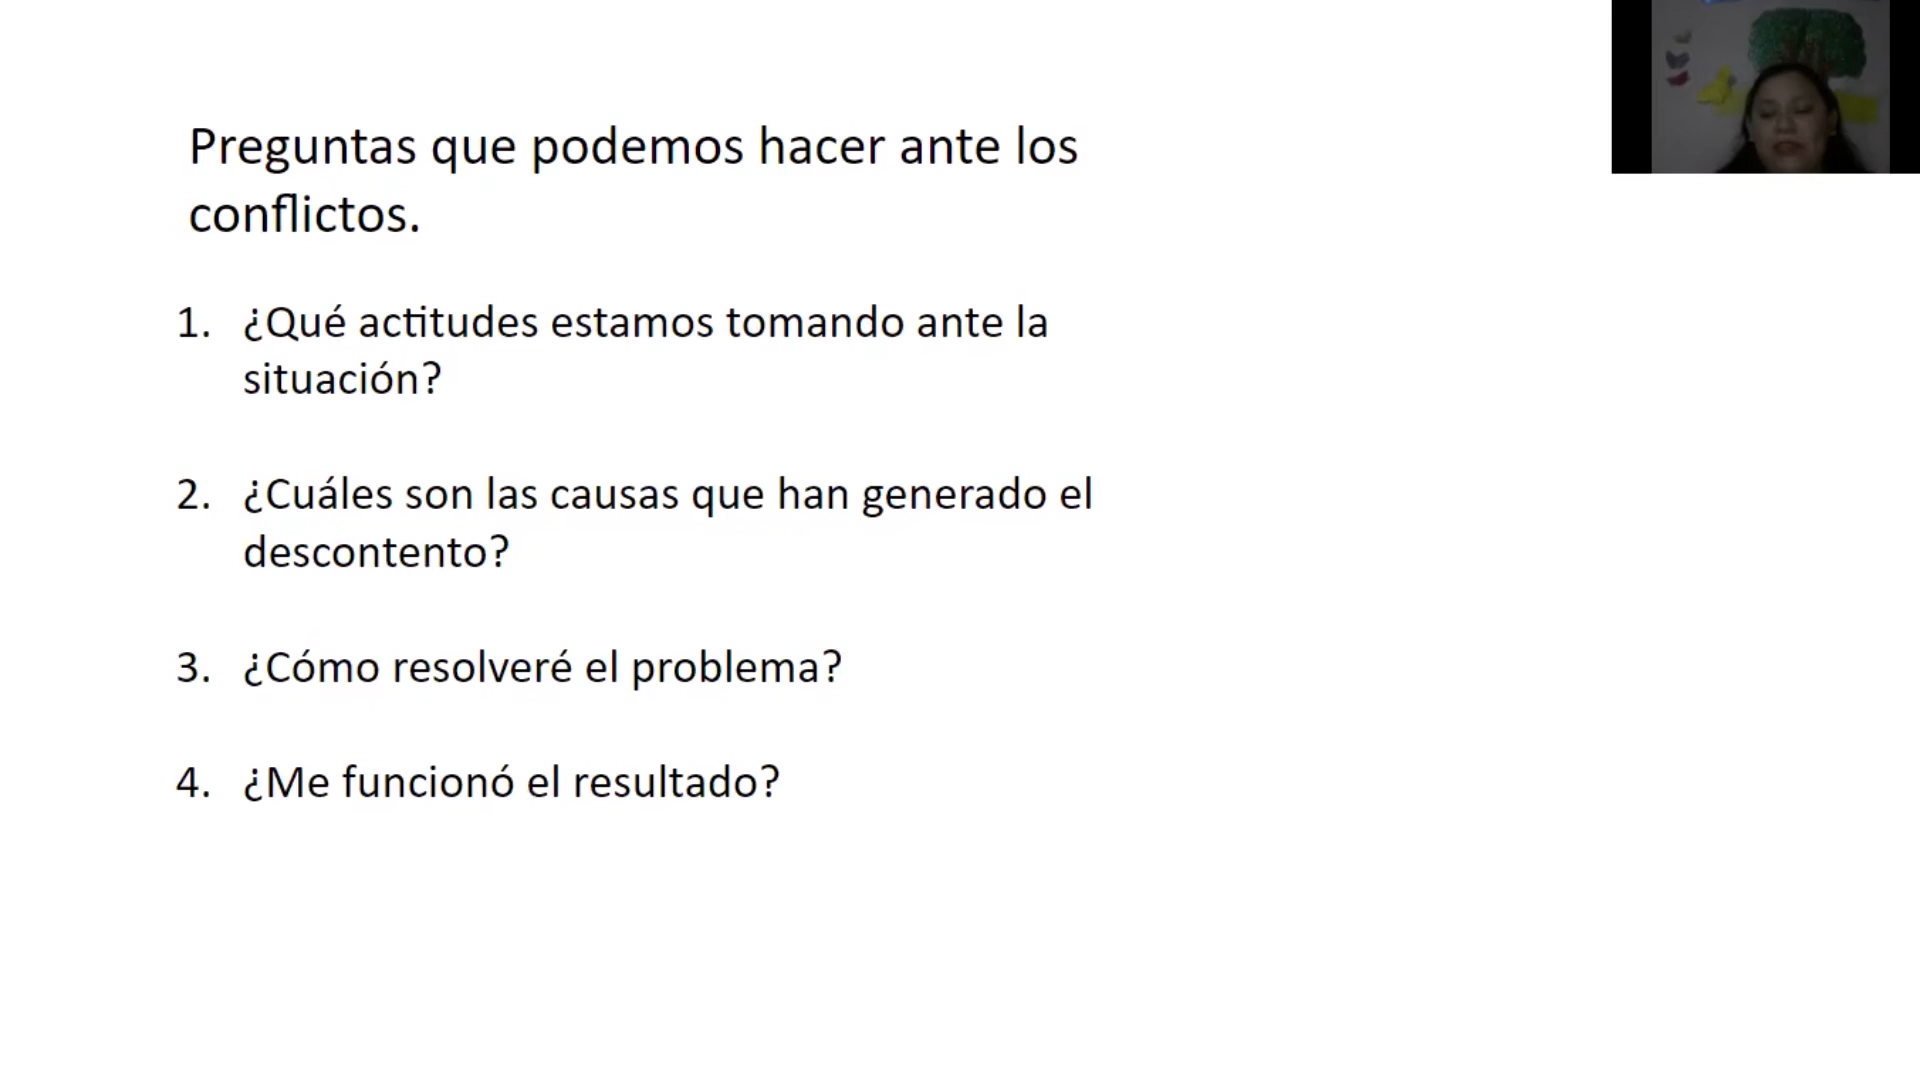 Preguntas que podemos hacer ante los
conflictos.
1. ¿Qué actitudes estamos tomando ante la
situación?
2. ¿Cuáles son las causas que han generado el
descontento?
3. ¿Cómo resolveré el problema?
4. ¿Me funcionó el resultado?